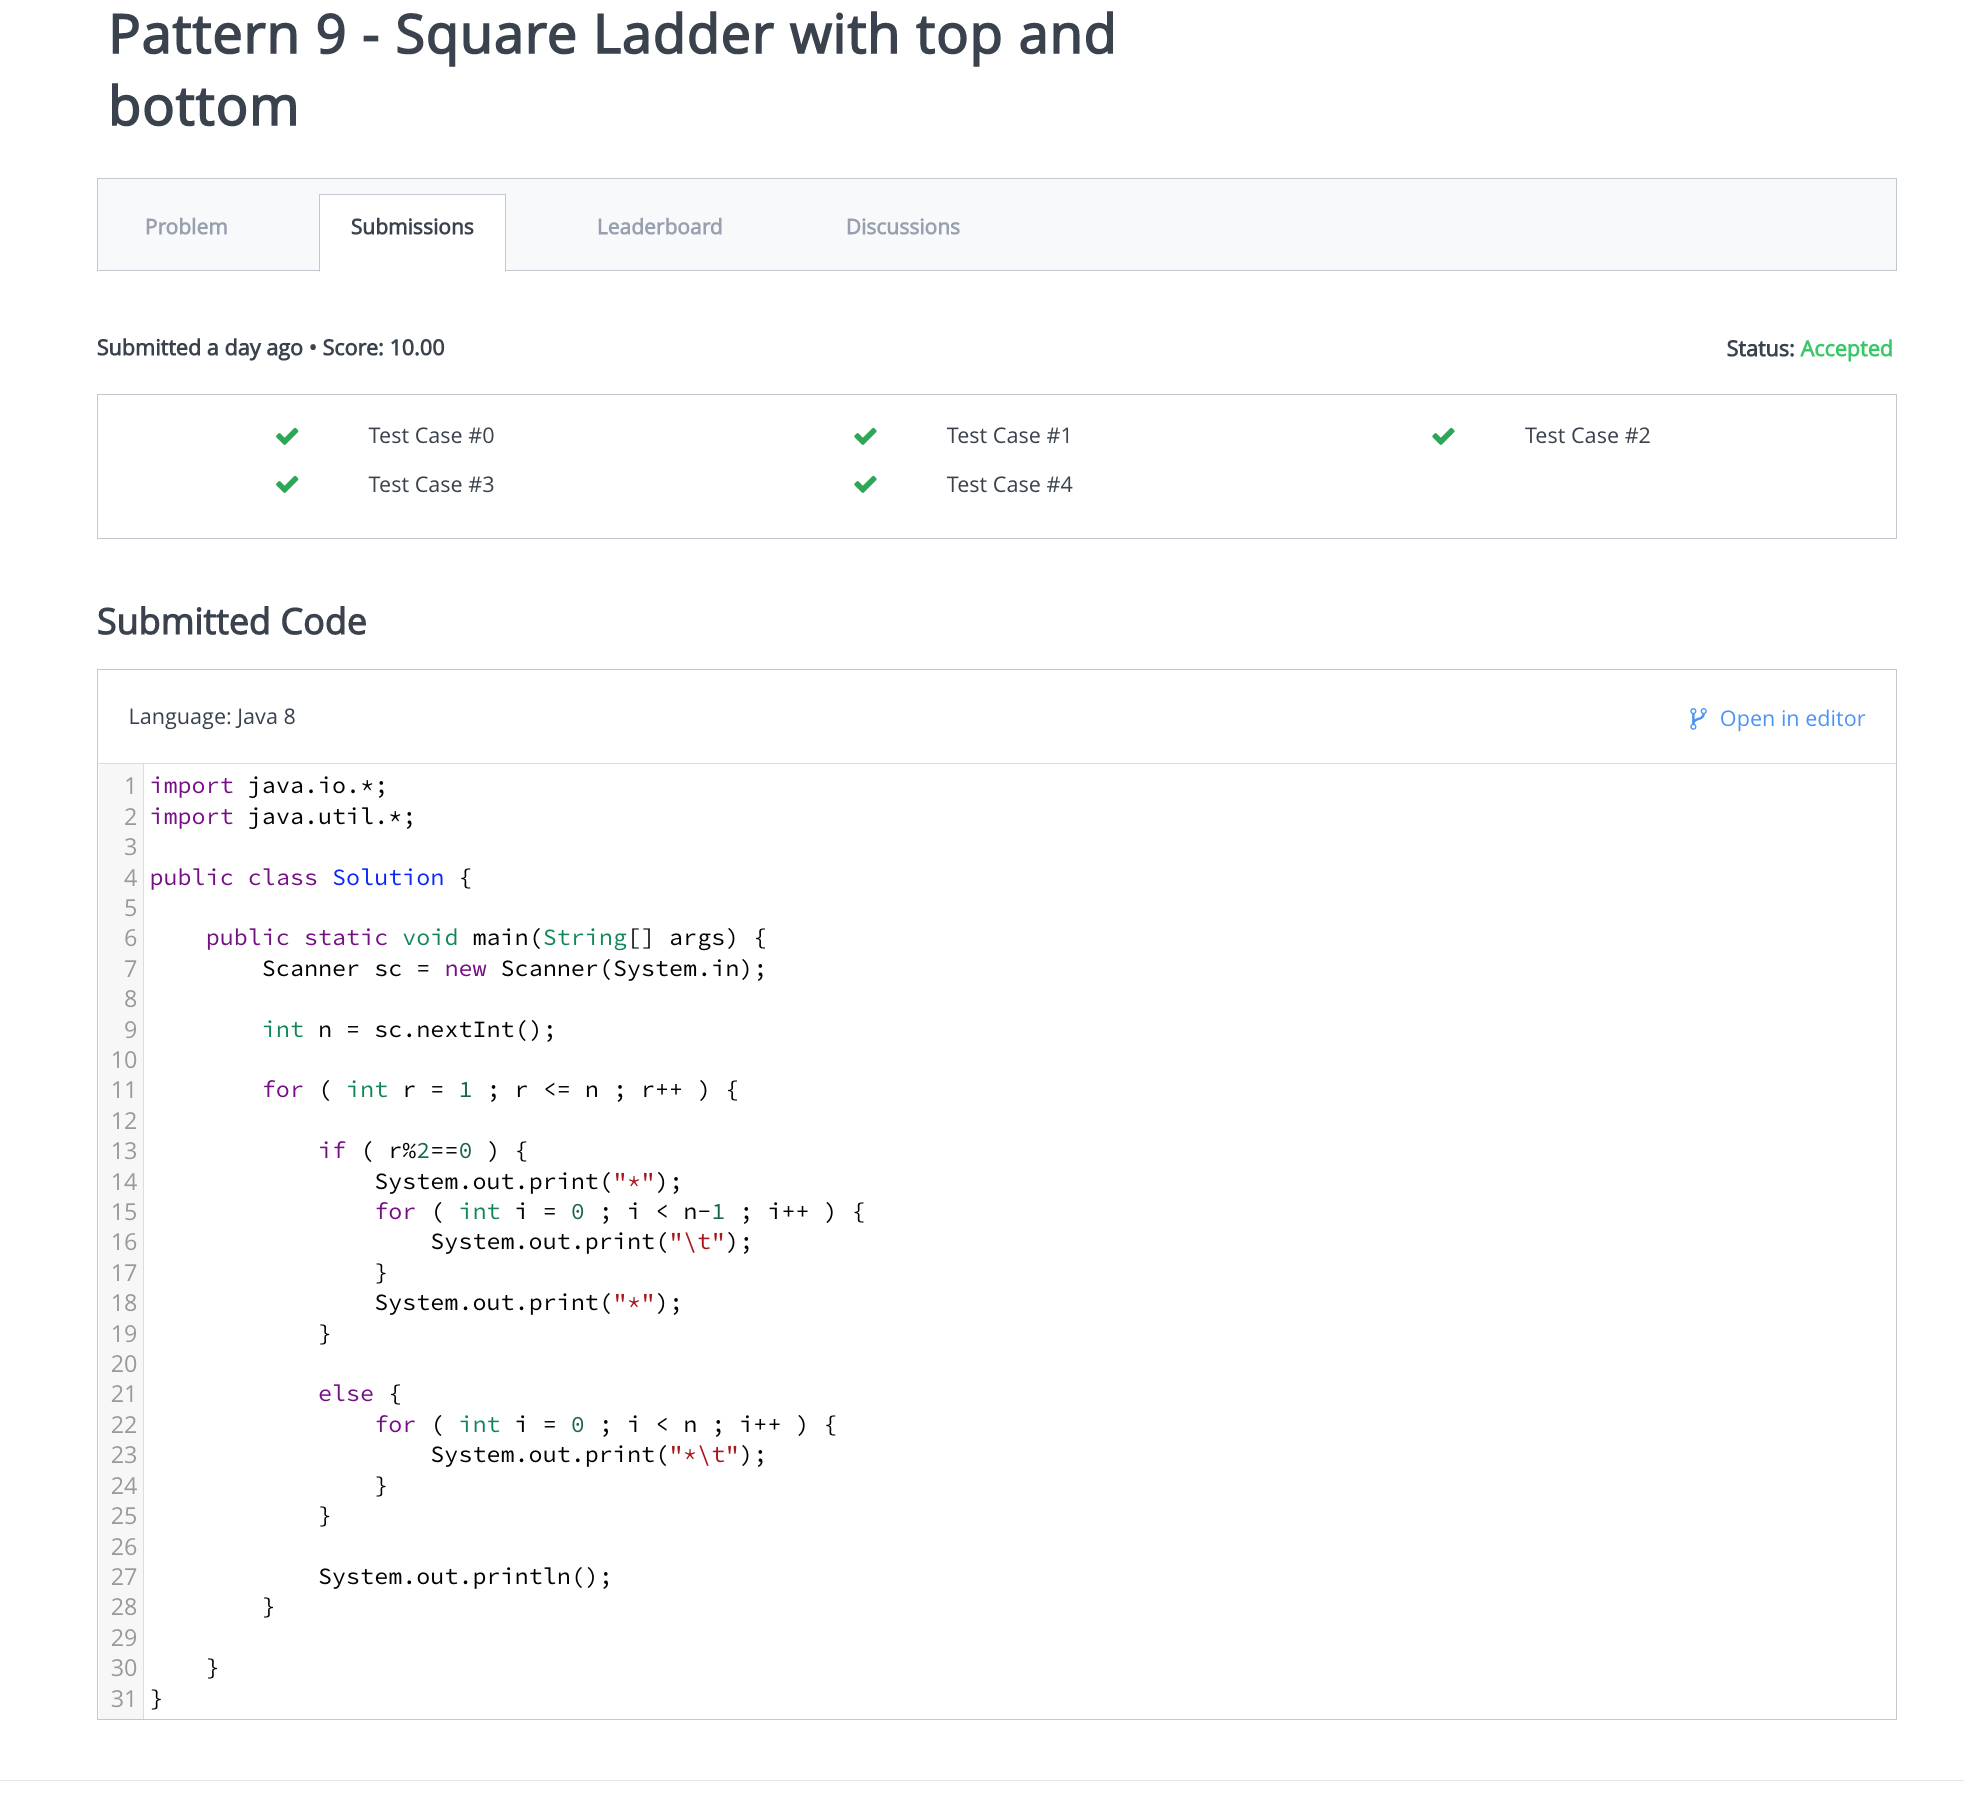 Pattern 9 - Square Ladder with top and
bottom
Problem Submissions Leaderboard Discussions
Submitted a day ago • Score: 10.00 Status: Accepted
Test Case #0 Test Case #1 Test Case #2
Test Case #3 Test Case #4
Submitted Code
Language: Java 8 Open in editor
1 import java.io.*;
2 import java.util.*;
3
4 public class Solution {
5
6     public static void main(String[] args) {
7         Scanner sc = new Scanner(System.in);
8
9         int n = sc.nextInt();
10
11         for ( int r = 1 ; r <= n ; r++ ) {
12
13             if ( r%2==0 ) {
14                 System.out.print("*");
15                 for ( int i = 0 ; i < n-1 ; i++ ) {
16                     System.out.print("\t");
17                 }
18                 System.out.print("*");
19             }
20
21             else {
22                 for ( int i = 0 ; i < n ; i++ ) {
23                     System.out.print("*\t");
24                 }
25             }
26
27             System.out.println();
28         }
29
30     }
31 }